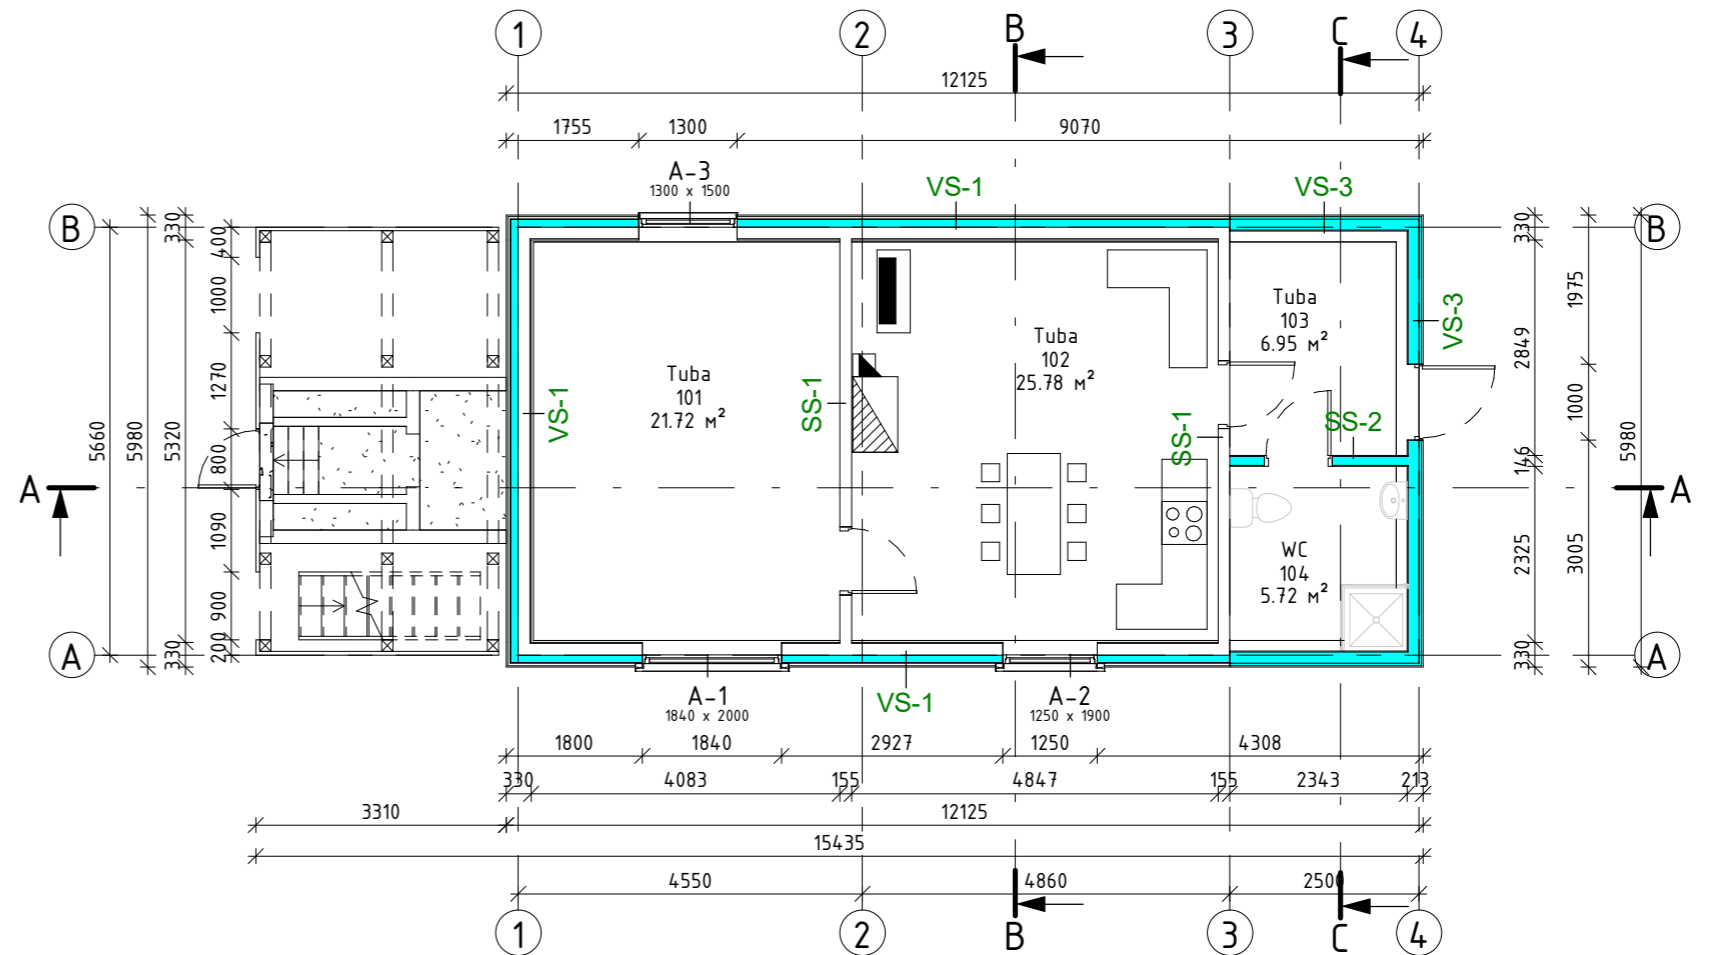 1
2
B
3
C
4
12125
1755
1300
9070
A-3
1300 x 1500
VS-1
VS-3
B
B
330
400
1000
1270
800
1090
900
200
330
5660
5980
5320
330
2849
146
2325
330
1975
1000
3005
5980
Tuba
101
21.72 м²
Tuba
102
25.78 м²
Tuba
103
6.95 м²
WC
104
5.72 м²
VS-1
SS-1
SS-1
SS-2
VS-3
A
A
A
A
A-1
1840 x 2000
VS-1
A-2
1250 x 1900
1800
1840
2927
1250
4308
330
4083
155
4847
155
2343
213
3310
12125
15435
4550
4860
2500
1
2
B
3
C
4